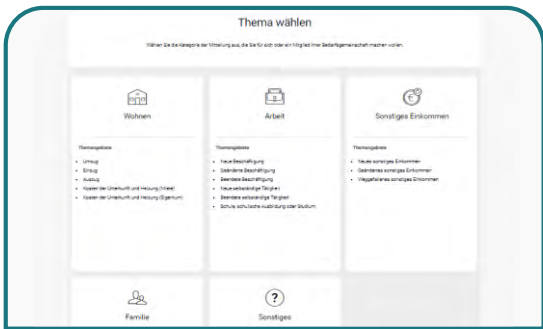 Thema wählen
Wählen Sie die Kategorie der Mitteilung aus, die Sie für sich oder ein Mitglied Ihrer Bedarfsgemeinschaft machen wollen.
Wohnen
Themengebiete
Umzug
Einzug
Auszug
Kosten der Unterkunft und Heizung (Miete)
Kosten der Unterkunft und Heizung (Eigentum)
Arbeit
Themengebiete
Neue Beschäftigung
Geänderte Beschäftigung
Beendete Beschäftigung
Neue selbständige Tätigkeit
Beendete selbständige Tätigkeit
Schule, schulische Ausbildung oder Studium
Sonstiges Einkommen
Themengebiete
Neues sonstiges Einkommen
Geändertes sonstiges Einkommen
Weggefallenes sonstiges Einkommen
Familie
Sonstiges